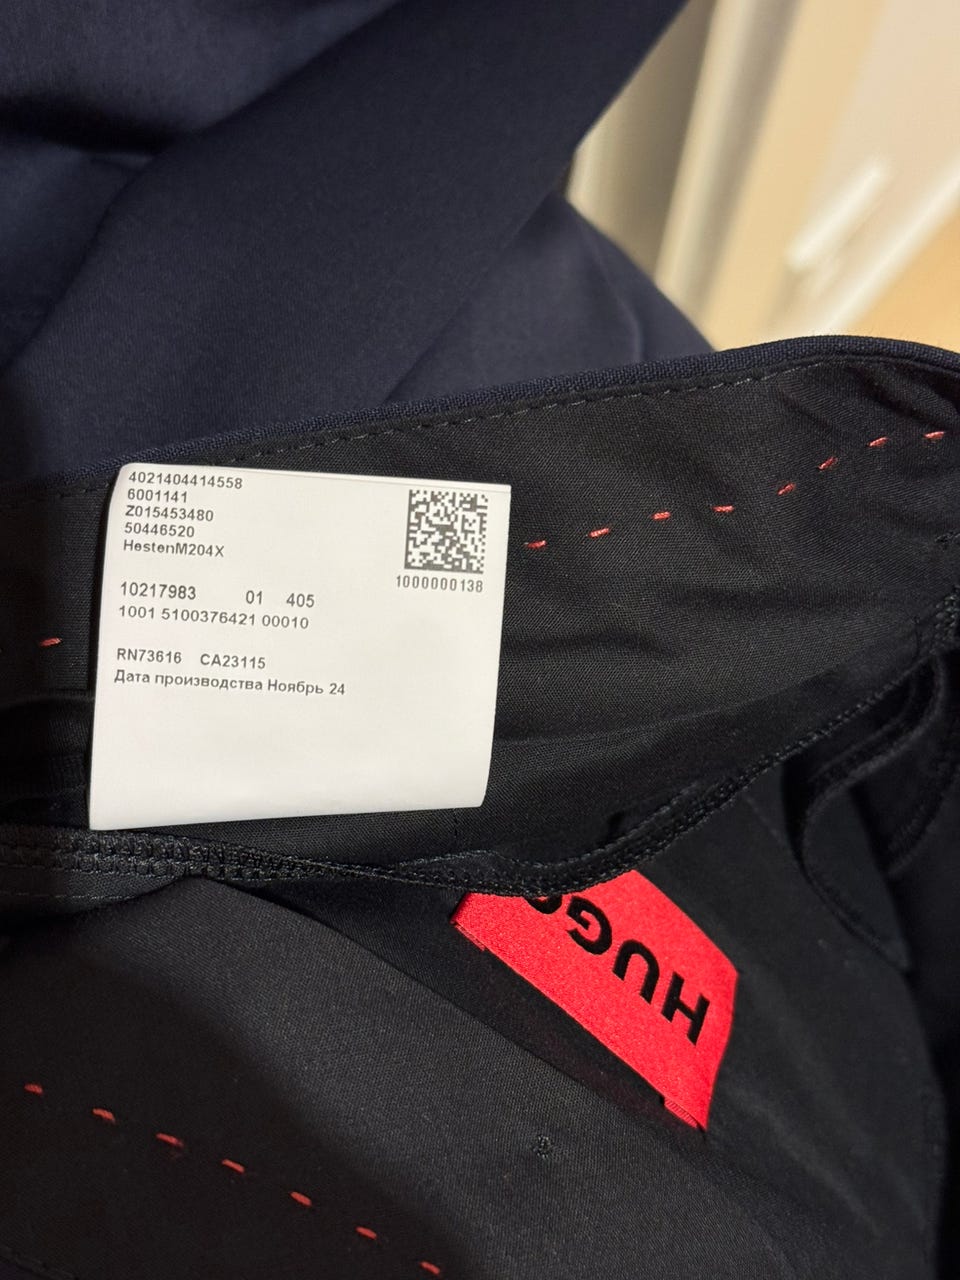 4021404414558
6001141
Z015453480
50446520
HestenM204X
1000000138
10217983 01 405
1001 5100376421 00010
RN73616 CA23115
Дата производства Ноябрь 24
HUGO